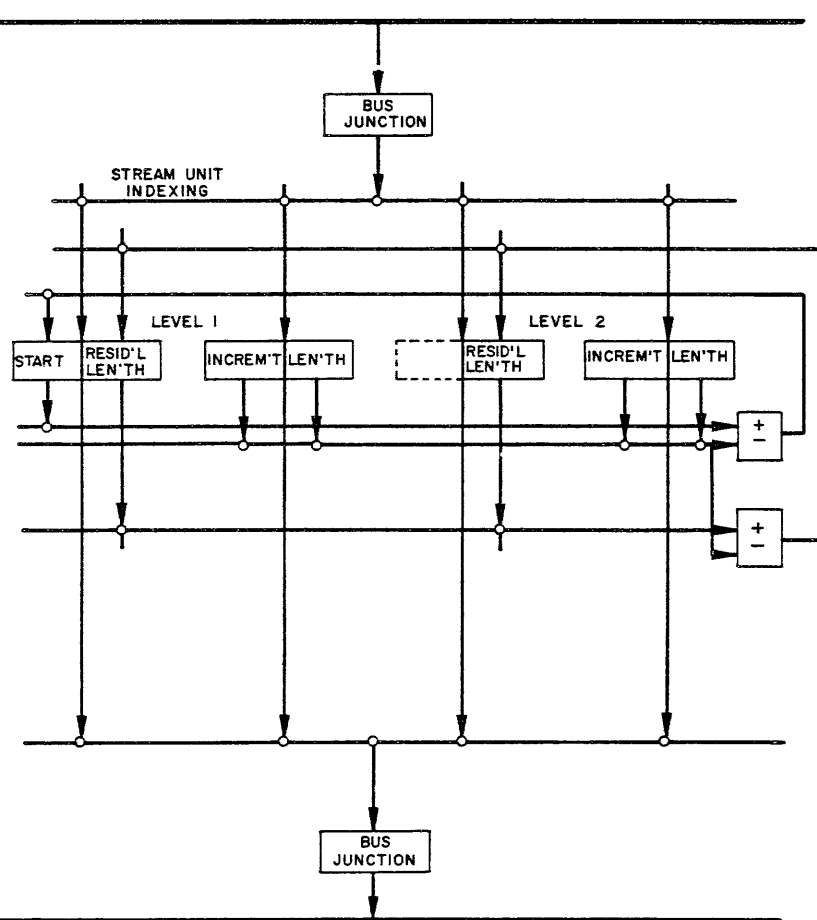 BUS
JUNCTION
STREAM UNIT
INDEXING
LEVEL 1
LEVEL 2
START
RESID'L
LEN'TH
INCREM'T LEN'TH
RESID'L
LEN'TH
INCREM'T LEN'TH
+
−
+
−
BUS
JUNCTION